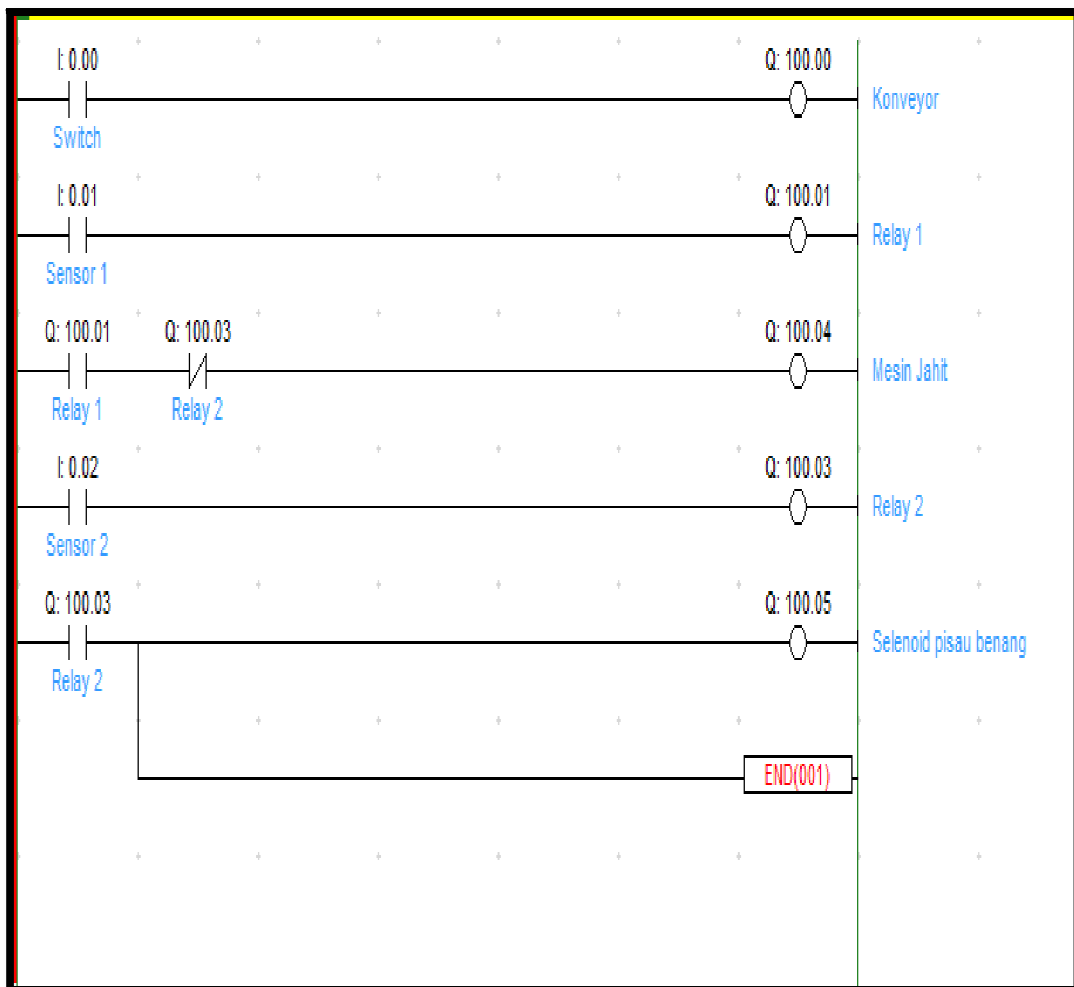 I: 0.00 Q: 100.00
Konveyor
Switch
I: 0.01 Q: 100.01
Relay 1
Sensor 1
Q: 100.01 Q: 100.03 Q: 100.04
Mesin Jahit
Relay 1 Relay 2
I: 0.02 Q: 100.03
Relay 2
Sensor 2
Q: 100.03 Q: 100.05
Selenoid pisau benang
Relay 2
END(001)